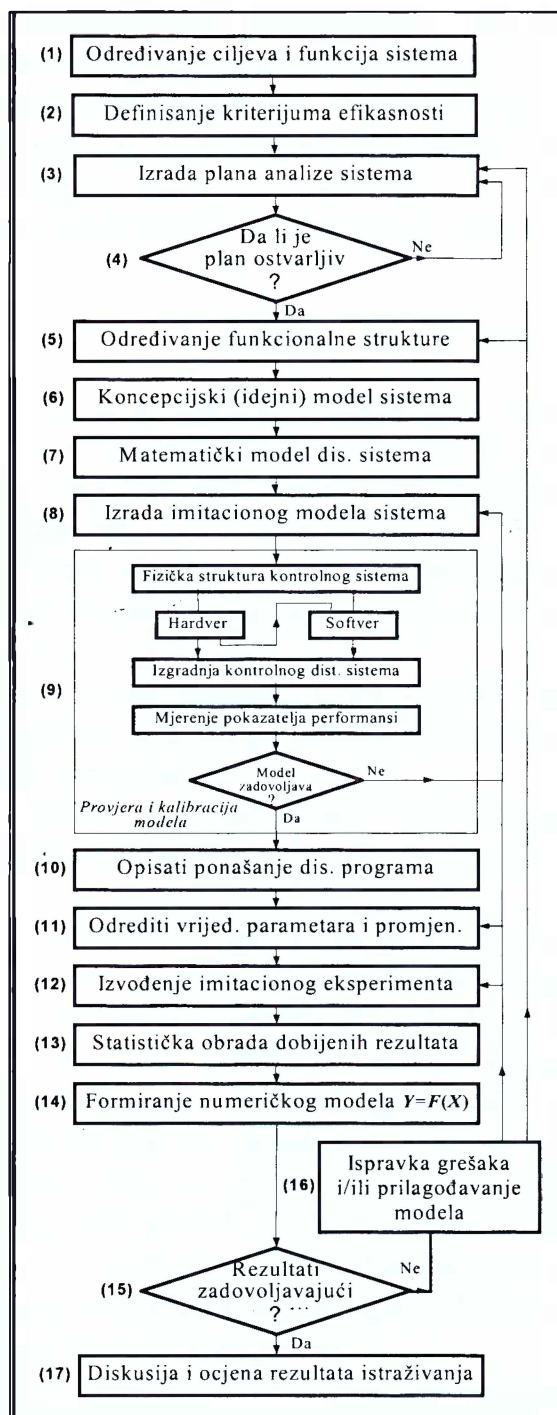 (1) Određivanje ciljeva i funkcija sistema
(2) Definisanje kriterijuma efikasnosti
(3) Izrada plana analize sistema
Da li je
(4) plan ostvarljiv
?
Ne
Da
(5) Određivanje funkcionalne strukture
(6) Koncepcijski (idejni) model sistema
(7) Matematički model dis. sistema
(8) Izrada imitacionog modela sistema
Fizička struktura kontrolnog sistema
Hardver Softver
(9) Izgradnja kontrolnog dist. sistema
Mjerenje pokazatelja performansi
Model
zadovoljava
?
Ne
Da
Provjera i kalibracija
modela
(10) Opisati ponašanje dis. programa
(11) Odrediti vrijed. parametara i promjen.
(12) Izvođenje imitacionog eksperimenta
(13) Statistička obrada dobijenih rezultata
(14) Formiranje numeričkog modela Y=F(X)
(16) Ispravka grešaka
i/ili prilagođavanje
modela
Rezultati
(15) zadovoljavajući
?
Ne
Da
(17) Diskusija i ocjena rezultata istraživanja